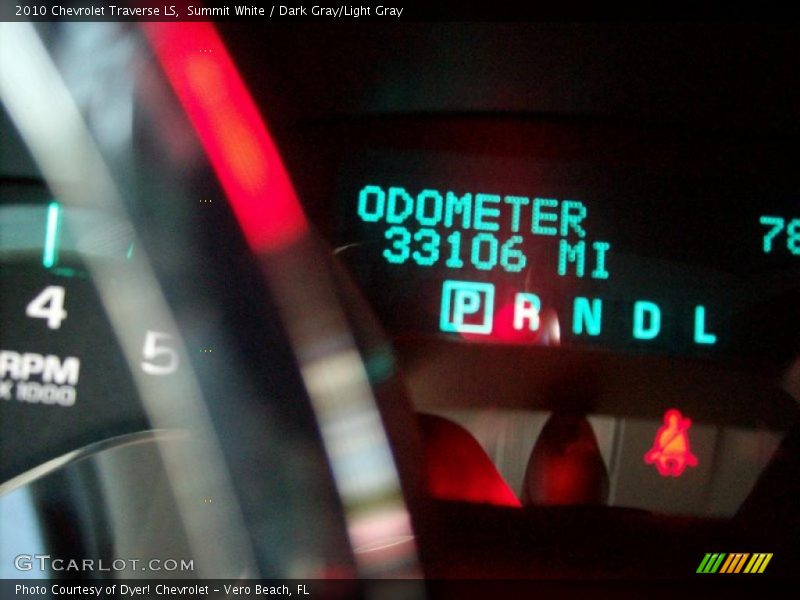 2010 Chevrolet Traverse LS, Summit White / Dark Gray/Light Gray
ODOMETER 78
33106 MI
P R N D L
4
5
RPM
X 1000
GTCARLOT.COM
Photo Courtesy of Dyer! Chevrolet - Vero Beach, FL